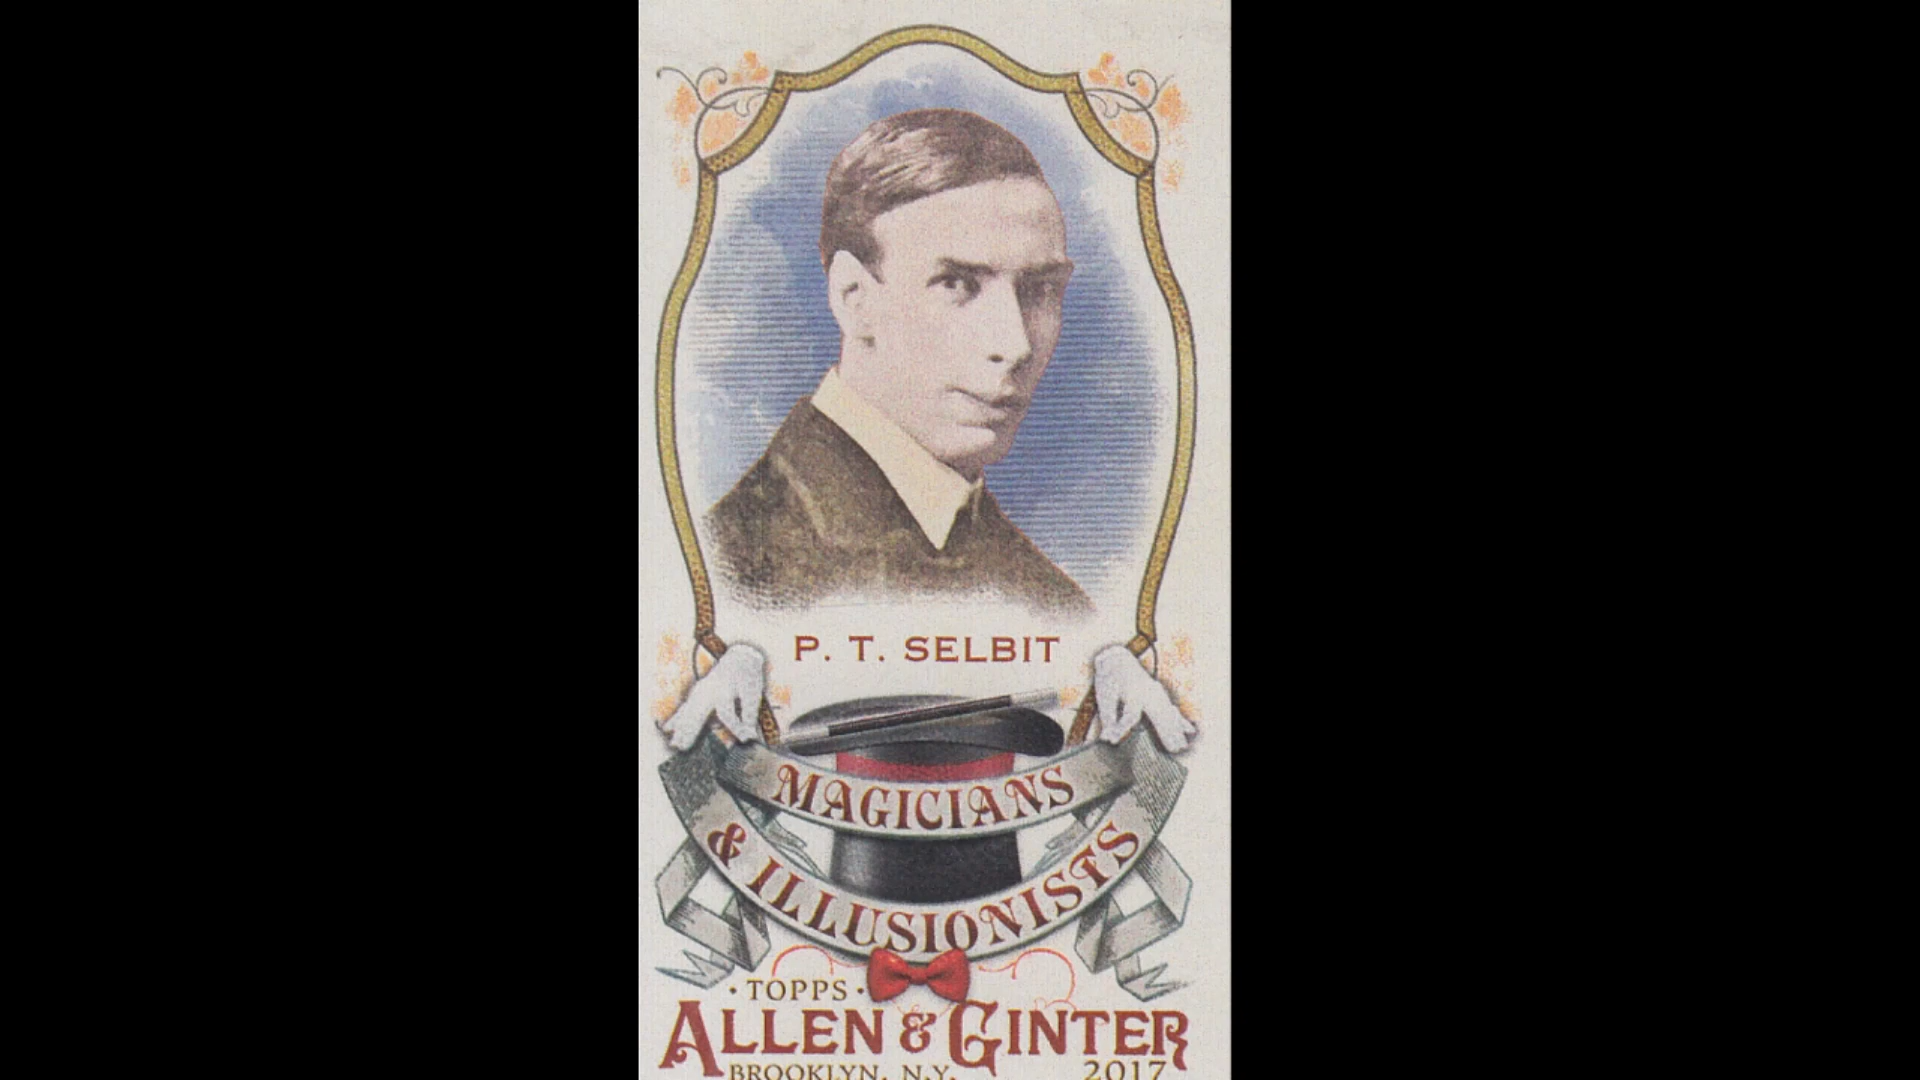 P. T. SELBIT
MAGICIANS
& ILLUSIONISTS
· TOPPS ·
ALLEN & GINTER
BROOKLYN, N.Y. 2017